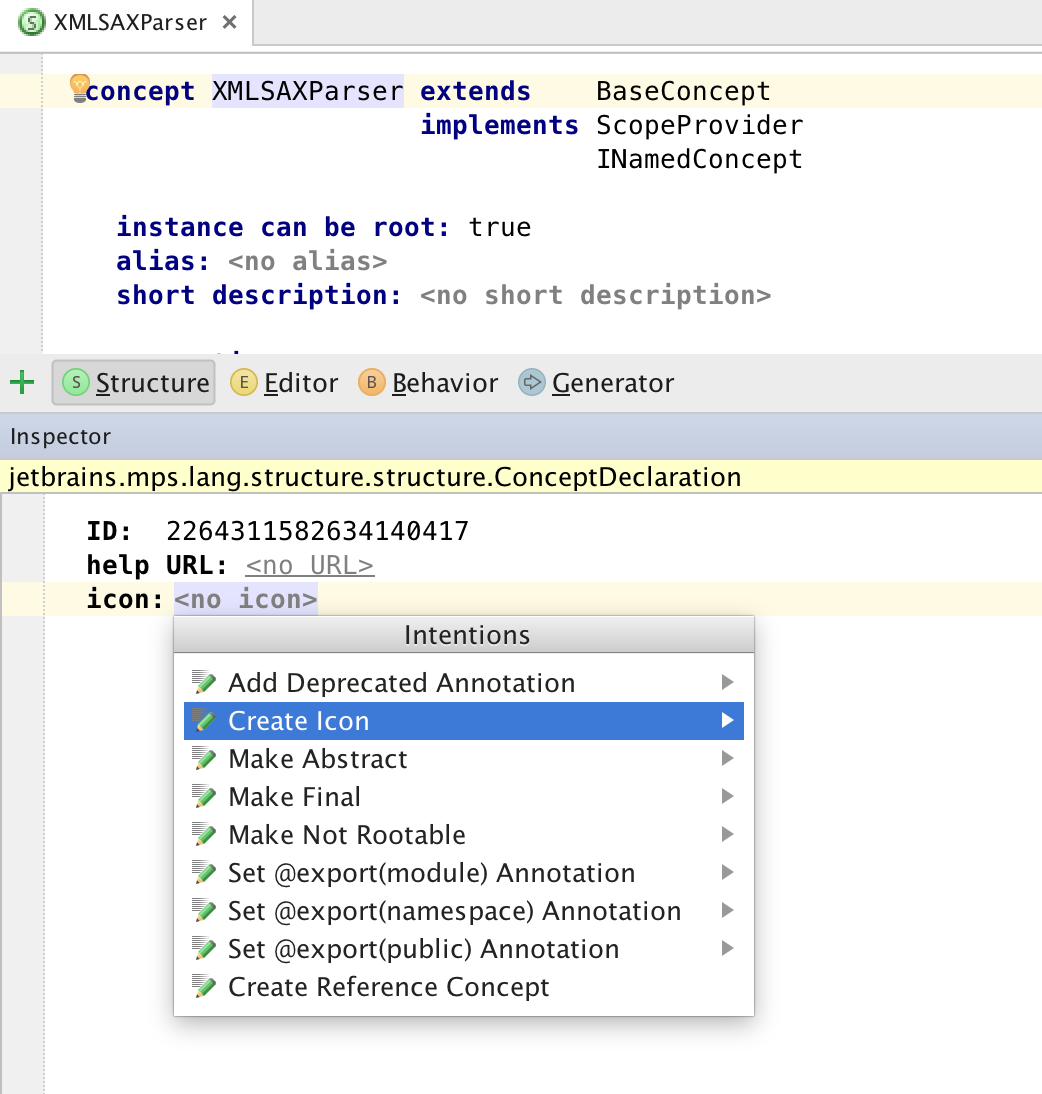 S XMLSAXParser ×
concept XMLSAXParser extends BaseConcept
implements ScopeProvider
INamedConcept
instance can be root: true
alias: <no alias>
short description: <no short description>
+ S Structure E Editor B Behavior Generator
Inspector
jetbrains.mps.lang.structure.structure.ConceptDeclaration
ID: 2264311582634140417
help URL: <no URL>
icon: <no icon>
Intentions
Add Deprecated Annotation
Create Icon
Make Abstract
Make Final
Make Not Rootable
Set @export(module) Annotation
Set @export(namespace) Annotation
Set @export(public) Annotation
Create Reference Concept